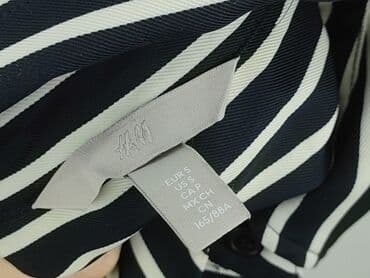 H&M
EUR S
US S
CA P
MX CH
CN
165/88A